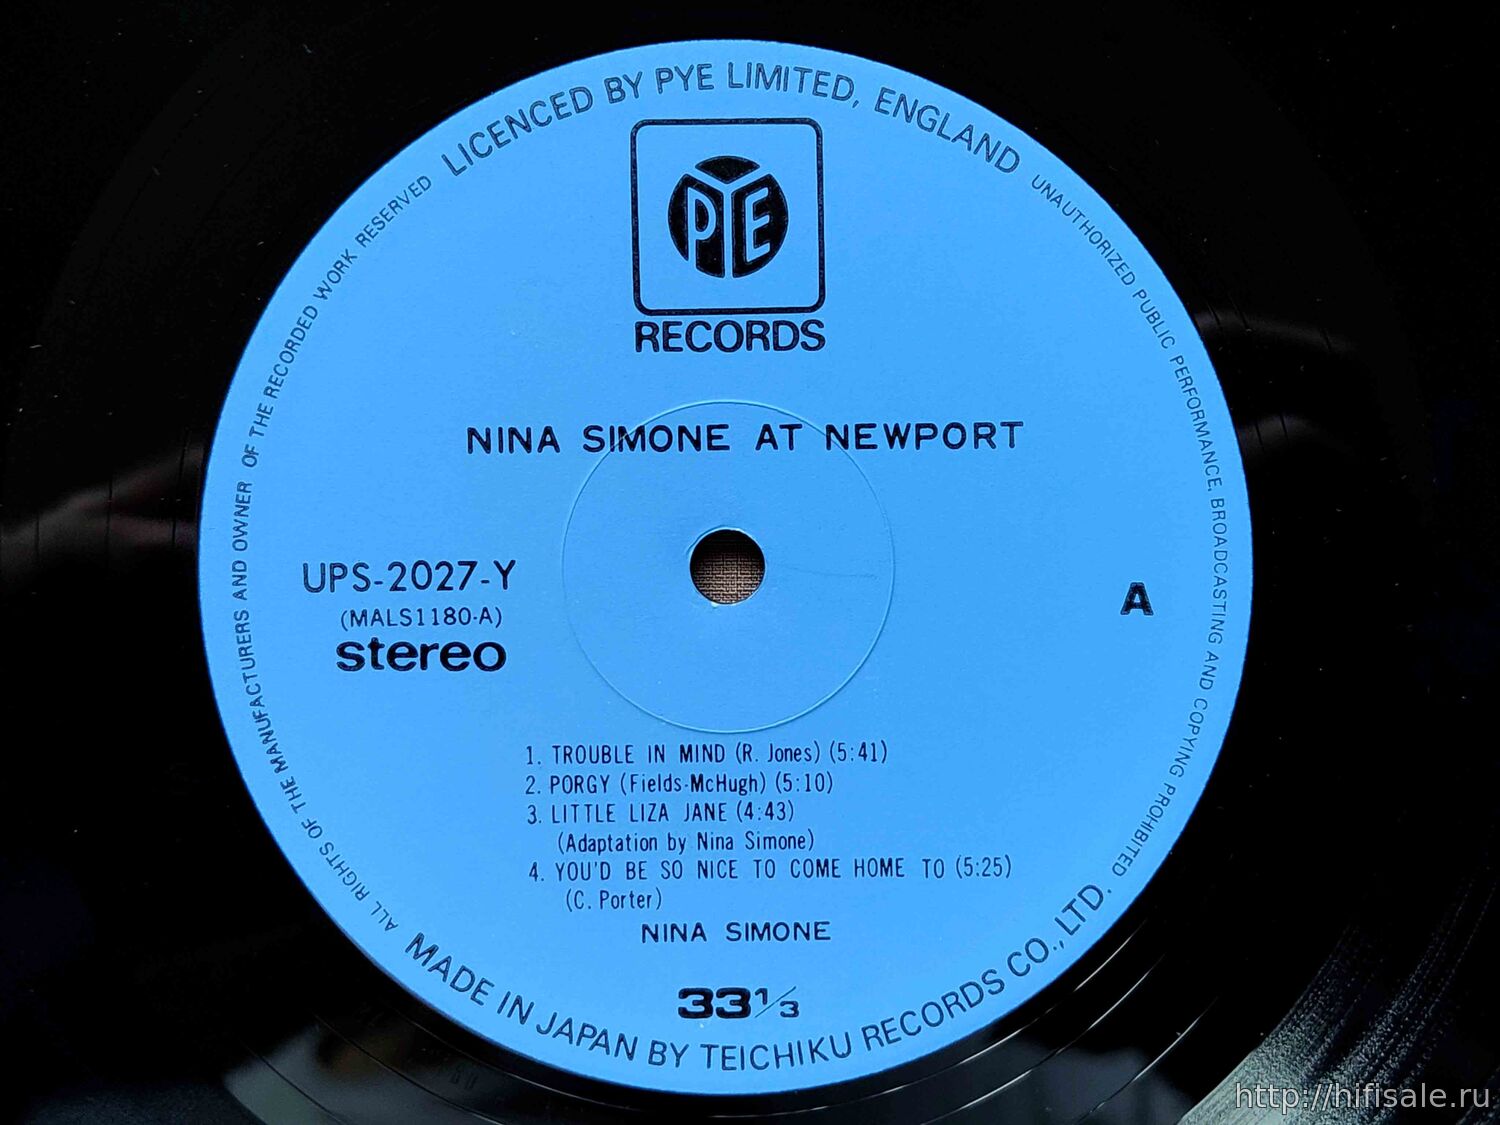 LICENCED BY PYE LIMITED, ENGLAND
UNAUTHORIZED PUBLIC PERFORMANCE, BROADCASTING AND COPYING PROHIBITED
PYE
RECORDS
NINA SIMONE AT NEWPORT
UPS-2027-Y
(MALS1180-A)
stereo
A
1. TROUBLE IN MIND (R. Jones) (5:41)
2. PORGY (Fields-McHugh) (5:10)
3. LITTLE LIZA JANE (4:43)
(Adaptation by Nina Simone)
4. YOU'D BE SO NICE TO COME HOME TO (5:25)
(C. Porter)
NINA SIMONE
33 1/3
MADE IN JAPAN BY TEICHIKU RECORDS CO., LTD.
ALL RIGHTS OF THE MANUFACTURERS AND OWNER OF THE RECORDED WORK RESERVED
http://hifisale.ru